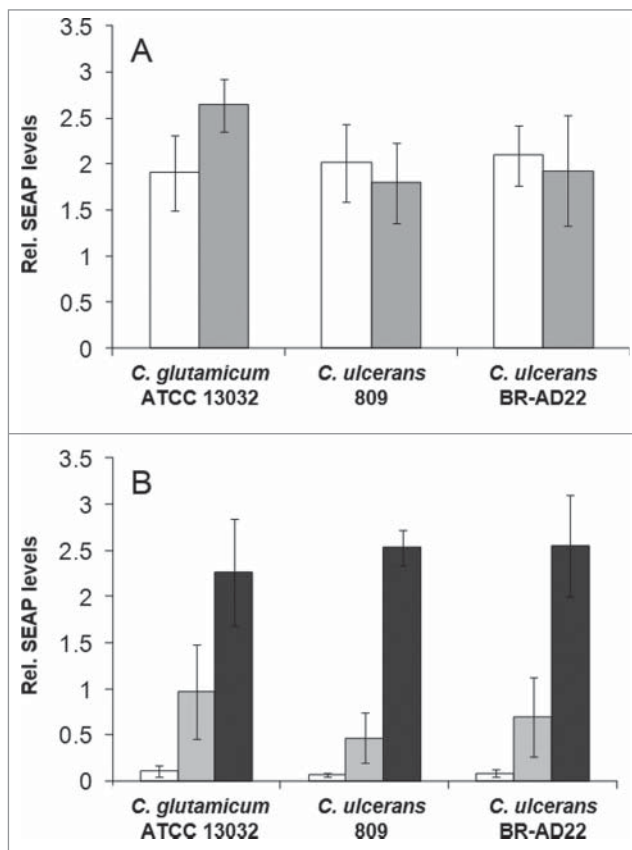 A
Rel. SEAP levels
3.5
3
2.5
2
1.5
1
0.5
0
C. glutamicum C. ulcerans C. ulcerans
ATCC 13032 809 BR-AD22
B
Rel. SEAP levels
3.5
3
2.5
2
1.5
1
0.5
0
C. glutamicum C. ulcerans C. ulcerans
ATCC 13032 809 BR-AD22